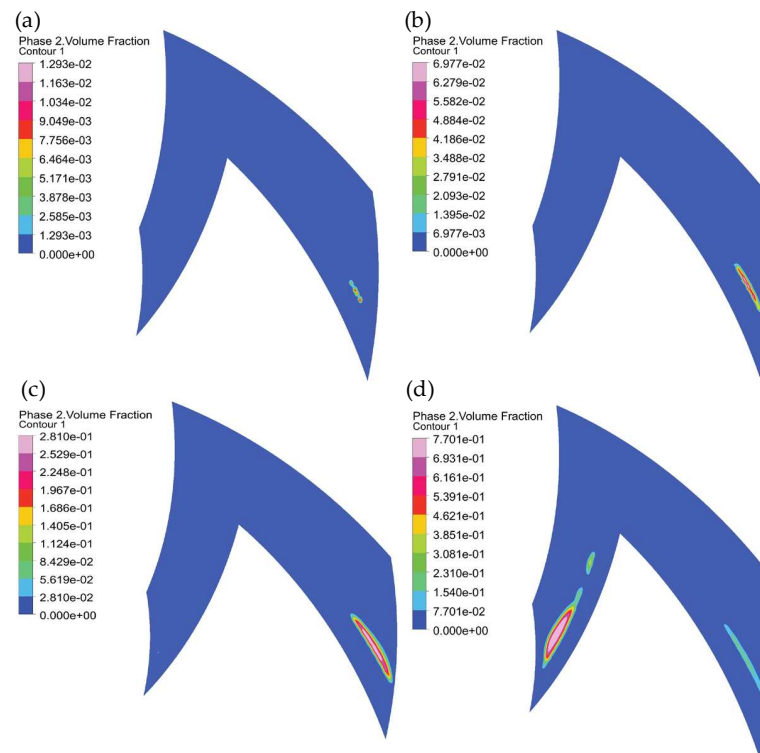 (a)
Phase 2.Volume Fraction
Contour 1
1.293e-02
1.163e-02
1.034e-02
9.049e-03
7.756e-03
6.464e-03
5.171e-03
3.878e-03
2.585e-03
1.293e-03
0.000e+00
(b)
Phase 2.Volume Fraction
Contour 1
6.977e-02
6.279e-02
5.582e-02
4.884e-02
4.186e-02
3.488e-02
2.791e-02
2.093e-02
1.395e-02
6.977e-03
0.000e+00
(c)
Phase 2.Volume Fraction
Contour 1
2.810e-01
2.529e-01
2.248e-01
1.967e-01
1.686e-01
1.405e-01
1.124e-01
8.429e-02
5.619e-02
2.810e-02
0.000e+00
(d)
Phase 2.Volume Fraction
Contour 1
7.701e-01
6.931e-01
6.161e-01
5.391e-01
4.621e-01
3.851e-01
3.081e-01
2.310e-01
1.540e-01
7.701e-02
0.000e+00